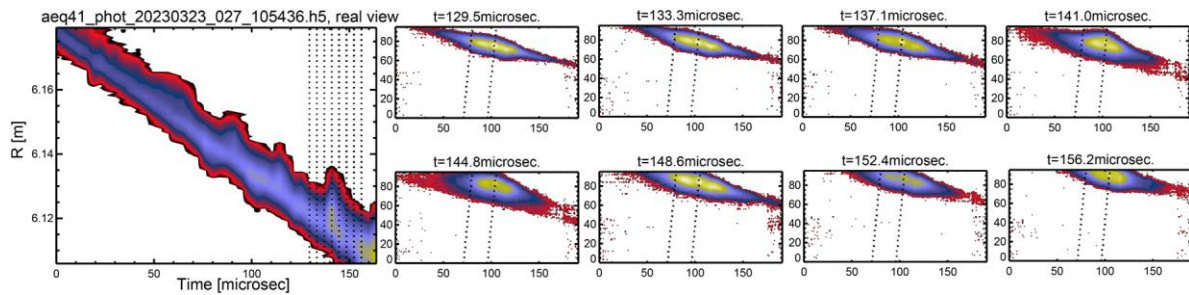 aeq41_phot_20230323_027_105436.h5, real view
R [m]
6.16
6.14
6.12
0 50 100 150
Time [microsec]
t=129.5microsec.
80
60
40
20
0
0 50 100 150
t=133.3microsec.
80
60
40
20
0
0 50 100 150
t=137.1microsec.
80
60
40
20
0
0 50 100 150
t=141.0microsec.
80
60
40
20
0
0 50 100 150
t=144.8microsec.
80
60
40
20
0
0 50 100 150
t=148.6microsec.
80
60
40
20
0
0 50 100 150
t=152.4microsec.
80
60
40
20
0
0 50 100 150
t=156.2microsec.
80
60
40
20
0
0 50 100 150